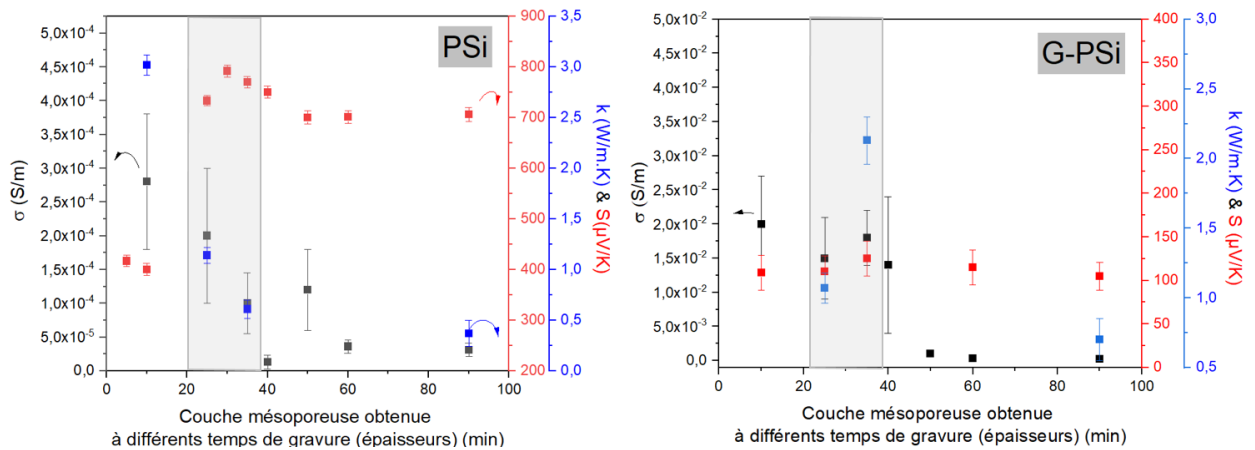 PSi
σ (S/m)
5,0x10⁻⁴
4,5x10⁻⁴
4,0x10⁻⁴
3,5x10⁻⁴
3,0x10⁻⁴
2,5x10⁻⁴
2,0x10⁻⁴
1,5x10⁻⁴
1,0x10⁻⁴
5,0x10⁻⁵
0,0
0 20 40 60 80 100
Couche mésoporeuse obtenue
à différents temps de gravure (épaisseurs) (min)
900
800
700
600
500
400
300
200
3,5
3,0
2,5
2,0
1,5
1,0
0,5
0,0
k (W/m.K) & S(µV/K)
G-PSi
σ (S/m)
5,0x10⁻²
4,5x10⁻²
4,0x10⁻²
3,5x10⁻²
3,0x10⁻²
2,5x10⁻²
2,0x10⁻²
1,5x10⁻²
1,0x10⁻²
5,0x10⁻³
0,0
0 20 40 60 80 100
Couche mésoporeuse obtenue
à différents temps de gravure (épaisseurs) (min)
400
350
300
250
200
150
100
50
0
3,0
2,5
2,0
1,5
1,0
0,5
k (W/m.K) & S (µV/K)